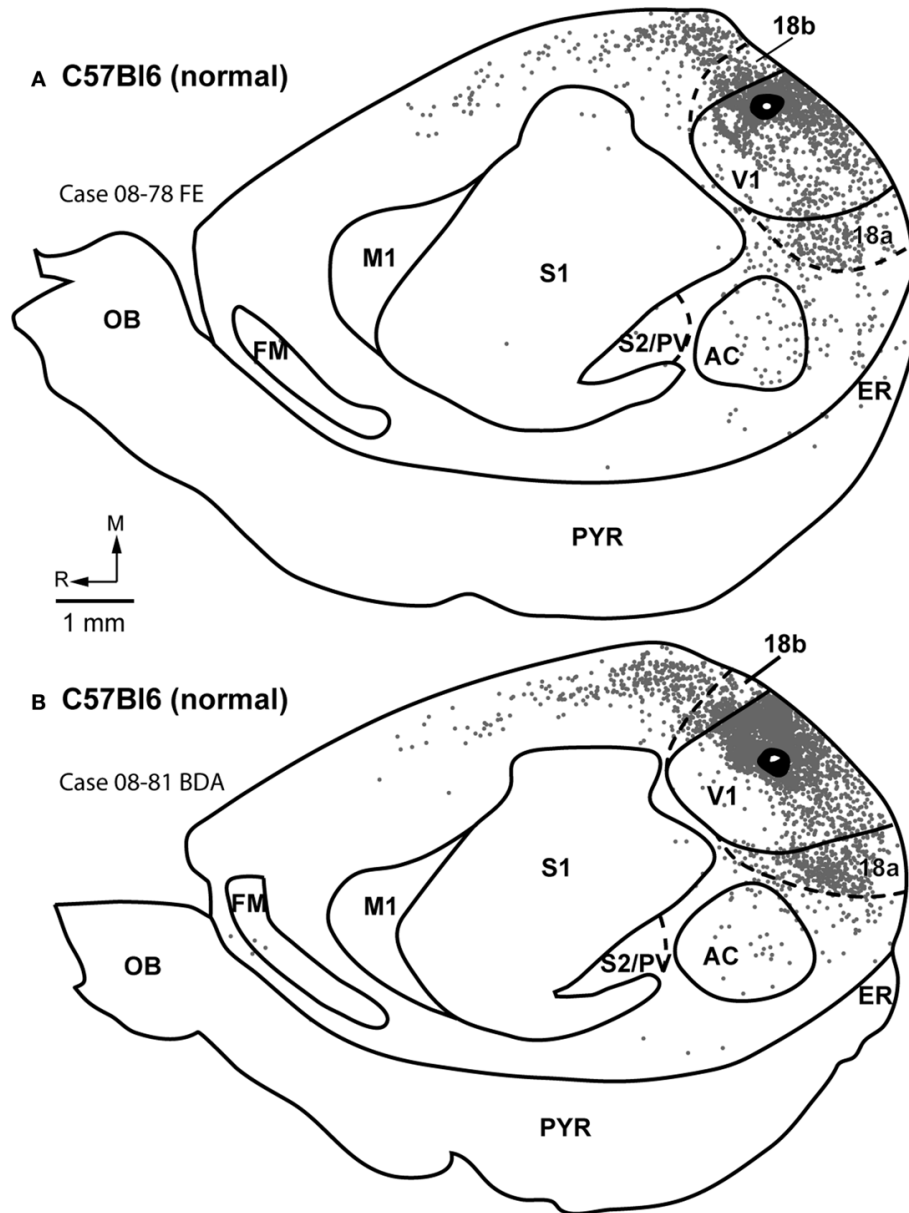 18b
A C57Bl6 (normal)
Case 08-78 FE
V1
18a
M1
S1
OB
FM
S2/PV
AC
ER
M
R
PYR
1 mm
18b
B C57Bl6 (normal)
Case 08-81 BDA
V1
18a
S1
FM
M1
OB
S2/PV
AC
ER
PYR